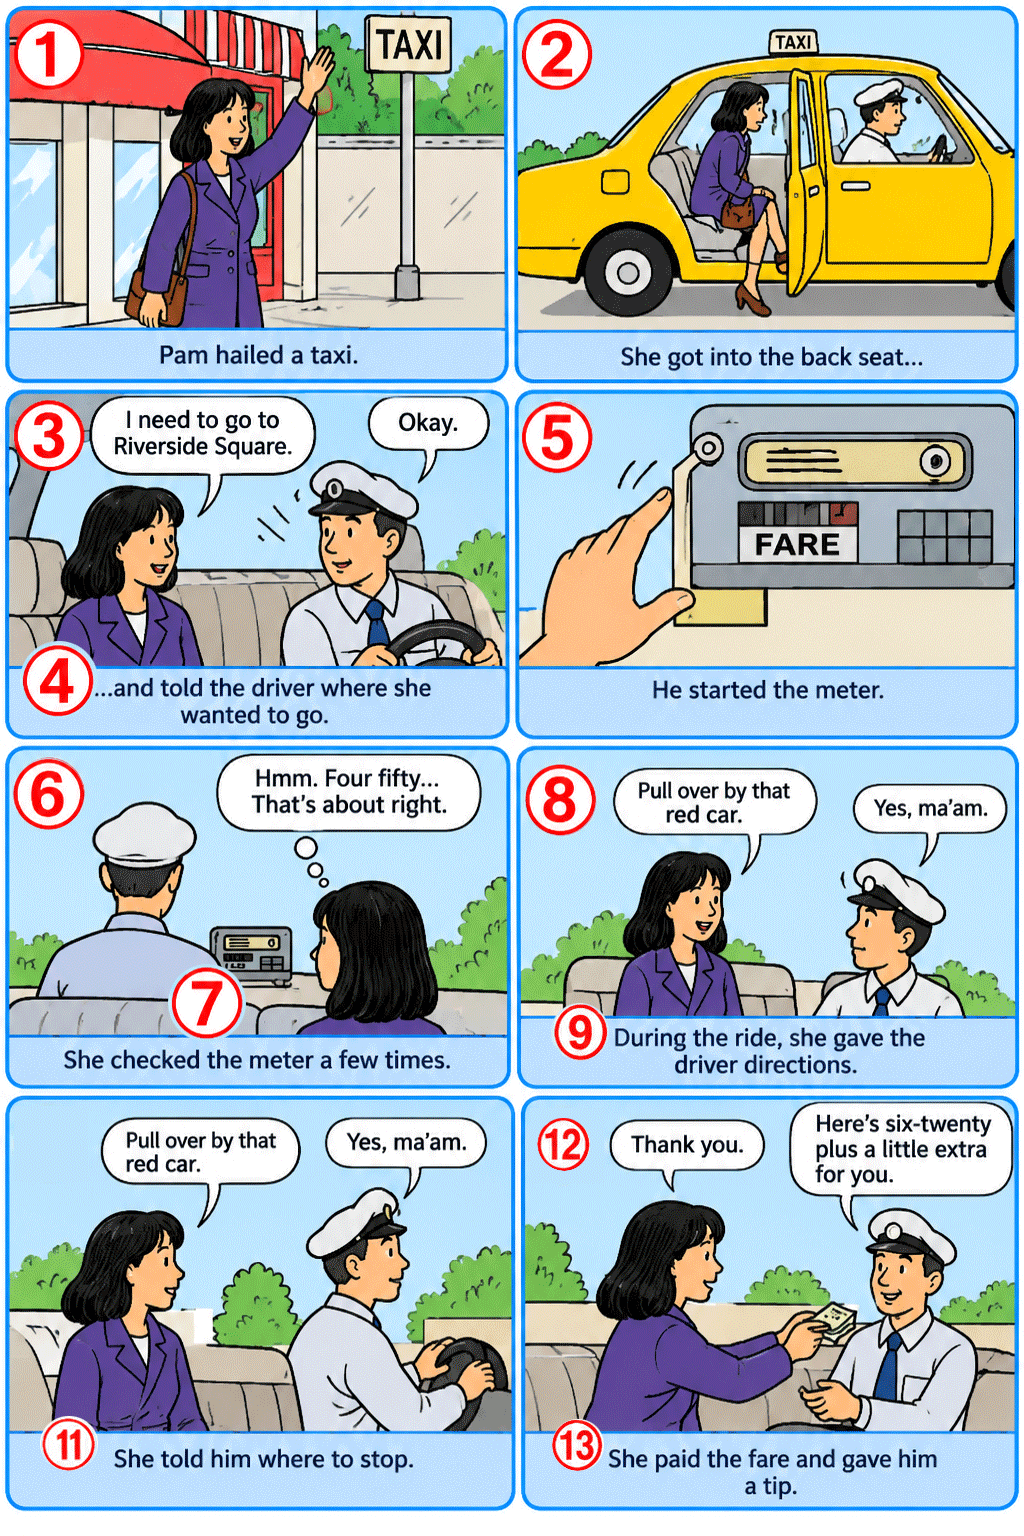 1
TAXI
Pam hailed a taxi.
2
TAXI
She got into the back seat...
3
I need to go to
Riverside Square.
Okay.
4
...and told the driver where she
wanted to go.
5
FARE
He started the meter.
6
Hmm. Four fifty...
That's about right.
7
She checked the meter a few times.
8
Pull over by that
red car.
Yes, ma'am.
9
During the ride, she gave the
driver directions.
Pull over by that
red car.
Yes, ma'am.
11
She told him where to stop.
12
Thank you.
Here's six-twenty
plus a little extra
for you.
13
She paid the fare and gave him
a tip.